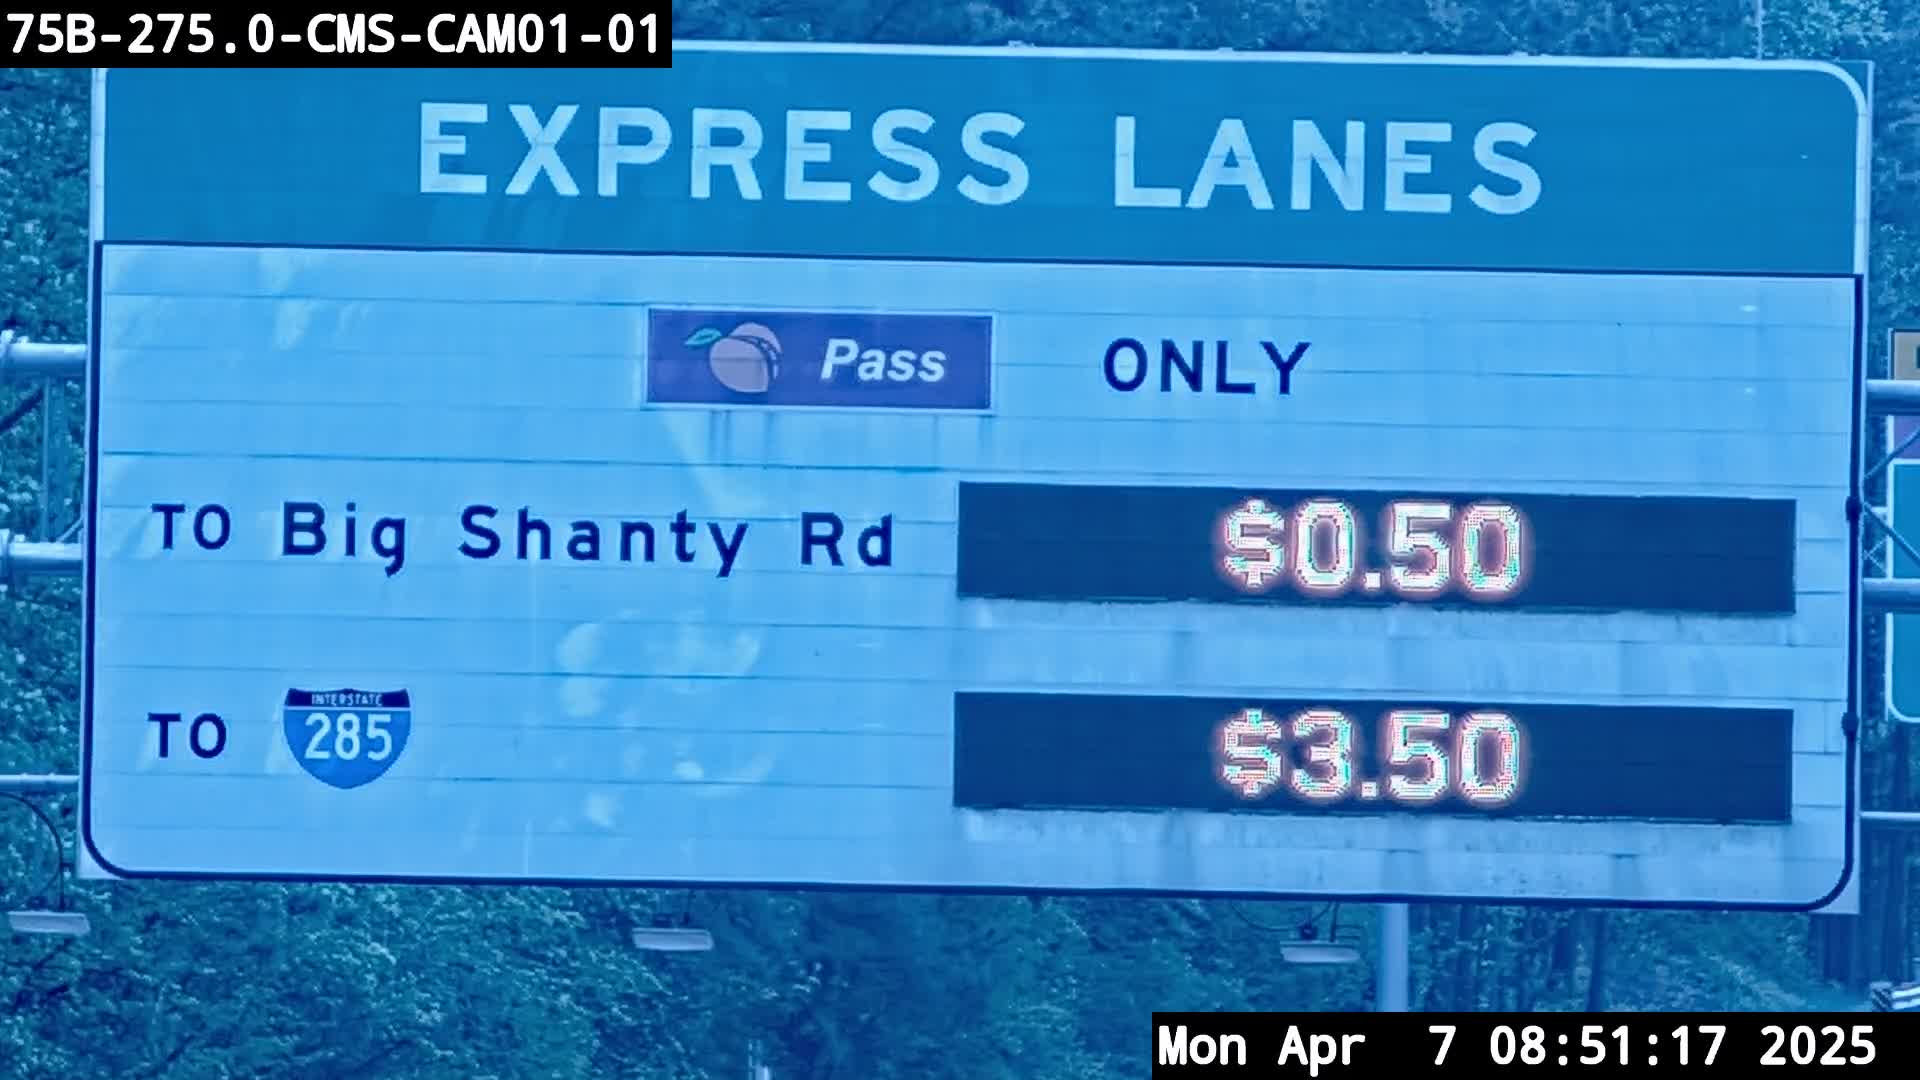 75B-275.0-CMS-CAM01-01
EXPRESS LANES
Pass ONLY
TO Big Shanty Rd $0.50
TO INTERSTATE 285 $3.50
Mon Apr 7 08:51:17 2025